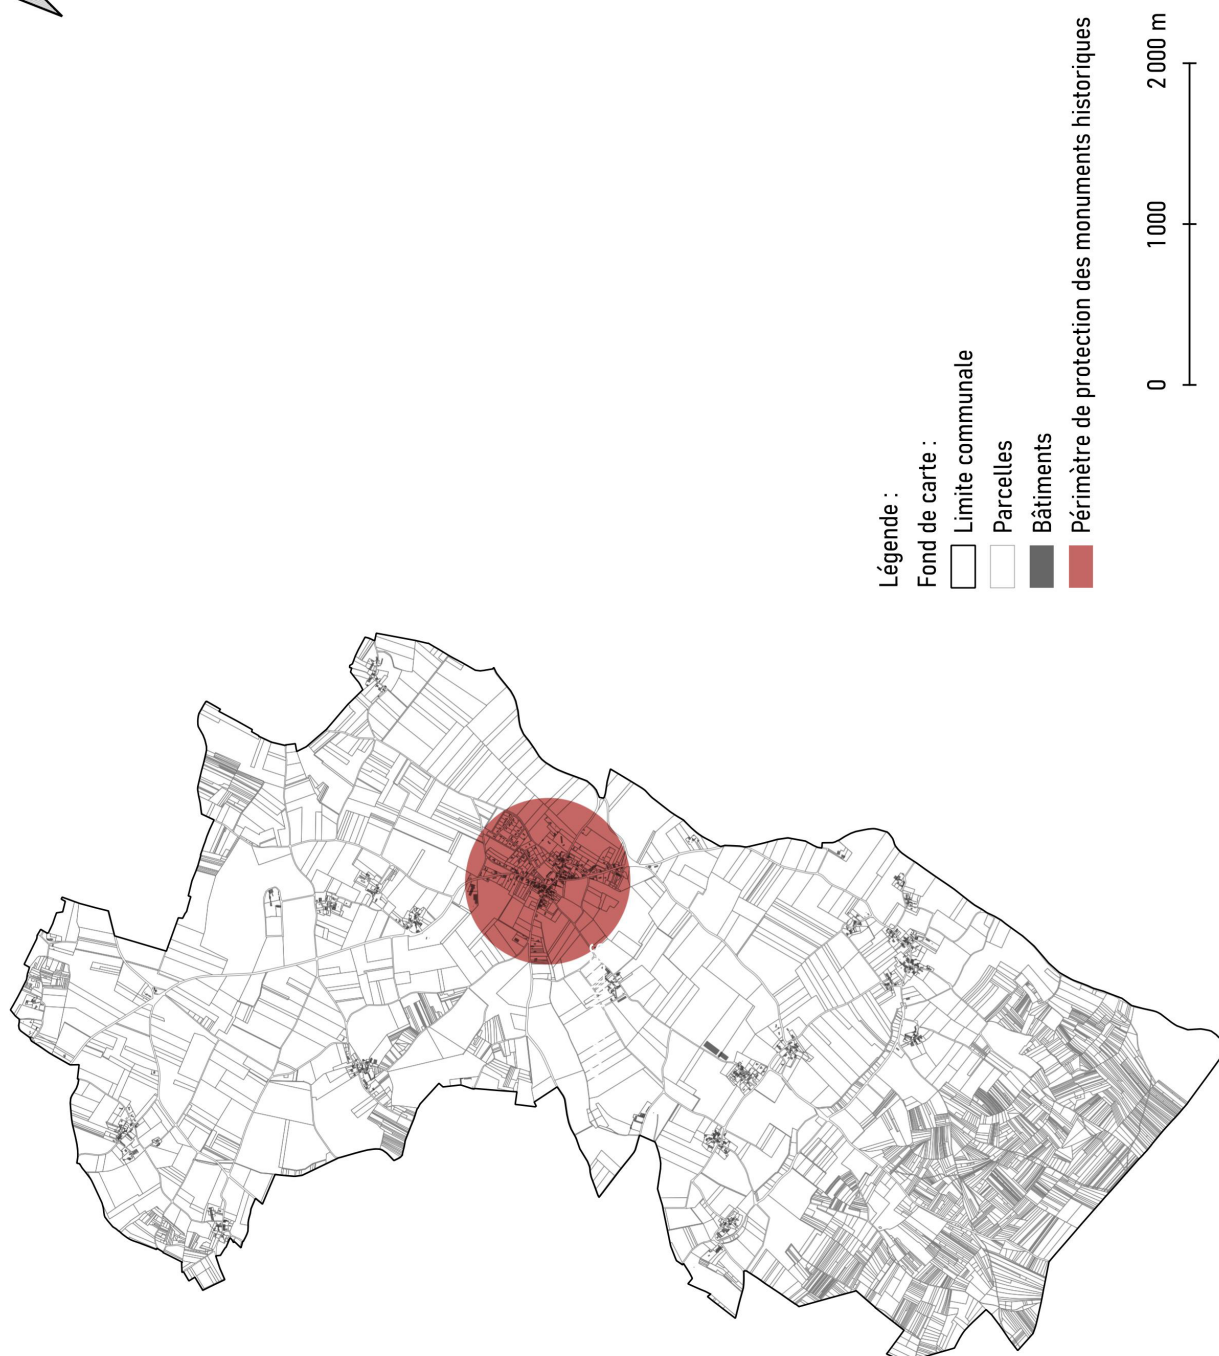 Légende :
Fond de carte :
Limite communale
Parcelles
Bâtiments
Périmètre de protection des monuments historiques
0 1000 2 000 m